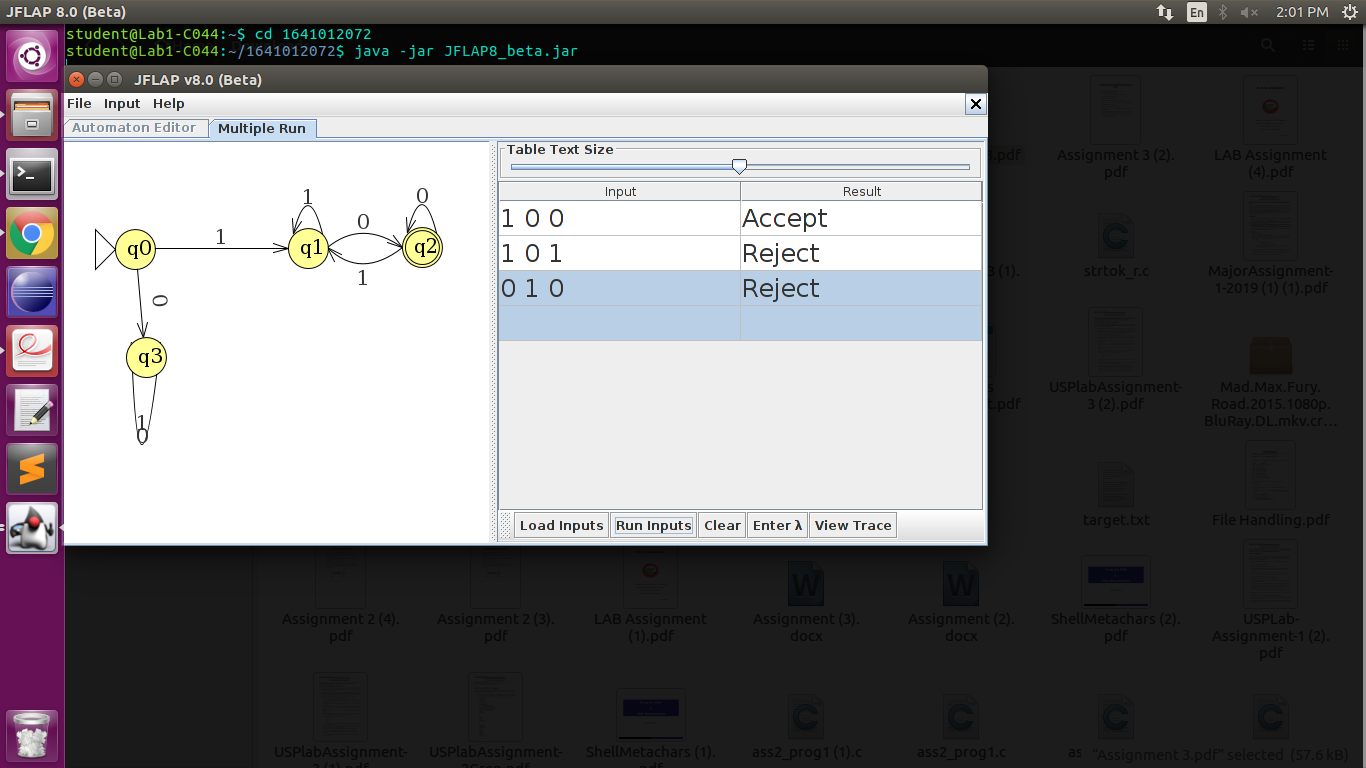 JFLAP 8.0 (Beta)
En
2:01 PM
student@Lab1-C044:~$ cd 1641012072
student@Lab1-C044:~/1641012072$ java -jar JFLAP8_beta.jar
JFLAP v8.0 (Beta)
File Input Help
Automaton Editor
Multiple Run
q0
1
q1
1
0
1
q2
0
0
q3
1
0
Table Text Size
Input Result
1 0 0 Accept
1 0 1 Reject
0 1 0 Reject
Load Inputs
Run Inputs
Clear
Enter λ
View Trace
Assignment 3 (2).
pdf
LAB Assignment
(4).pdf
strtok_r.c
MajorAssignment-
1-2019 (1) (1).pdf
USPlabAssignment-
3 (2).pdf
Mad.Max.Fury.
Road.2015.1080p.
BluRay.DL.mkv.cr...
target.txt
File Handling.pdf
Assignment 2 (4).
pdf
Assignment 2 (3).
pdf
LAB Assignment
(1).pdf
Assignment (3).
docx
Assignment (2).
docx
ShellMetachars (2).
pdf
USPLab-
Assignment-1 (2).
pdf
USPlabAssignment-
USPlabAssignment-
ShellMetachars (1).
pdf
ass2_prog1 (1).c
ass2_prog1.c
"Assignment 3.pdf" selected (57.6 kB)